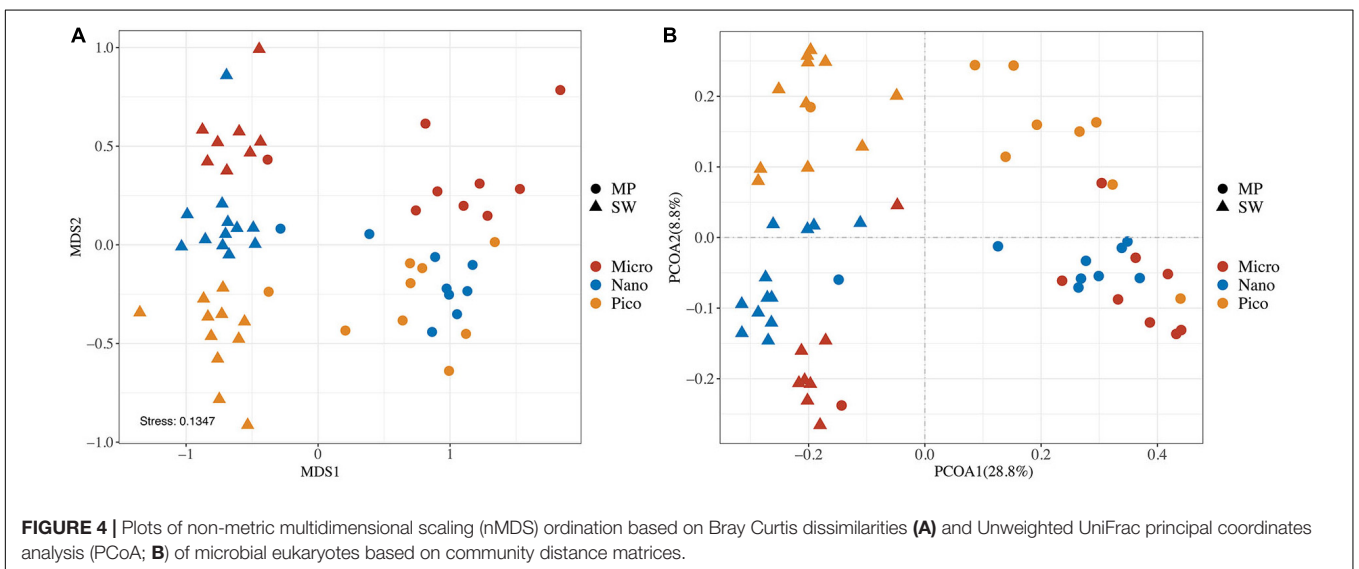 A
1.0
0.5
0.0
−0.5
−1.0
MDS2
Stress: 0.1347
−1 0 1
MDS1
MP
SW
Micro
Nano
Pico
B
0.2
0.1
0.0
−0.1
−0.2
PCOA2(8.8%)
−0.2 0.0 0.2 0.4
PCOA1(28.8%)
MP
SW
Micro
Nano
Pico
FIGURE 4 | Plots of non-metric multidimensional scaling (nMDS) ordination based on Bray Curtis dissimilarities (A) and Unweighted UniFrac principal coordinates
analysis (PCoA; B) of microbial eukaryotes based on community distance matrices.